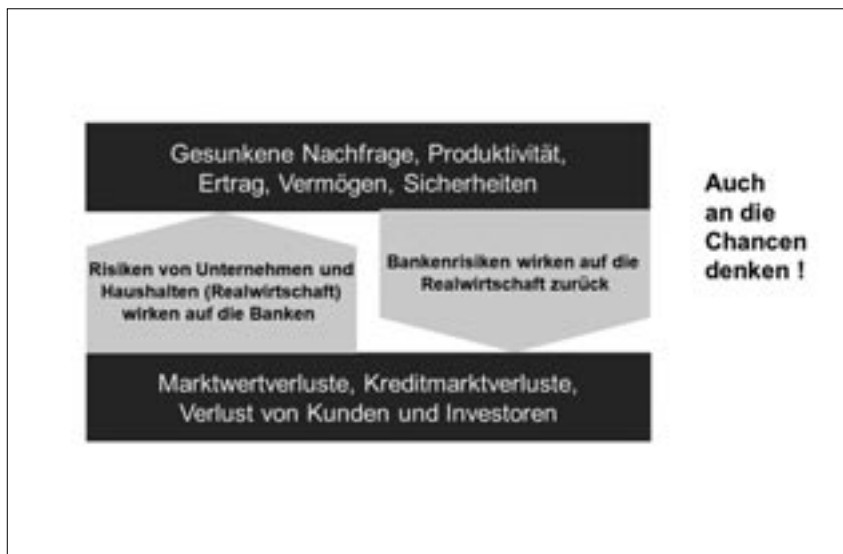 Gesunkene Nachfrage, Produktivität,
Ertrag, Vermögen, Sicherheiten
Risiken von Unternehmen und
Haushalten (Realwirtschaft)
wirken auf die Banken
Bankenrisiken wirken auf die
Realwirtschaft zurück
Marktwertverluste, Kreditmarktverluste,
Verlust von Kunden und Investoren
Auch
an die
Chancen
denken !